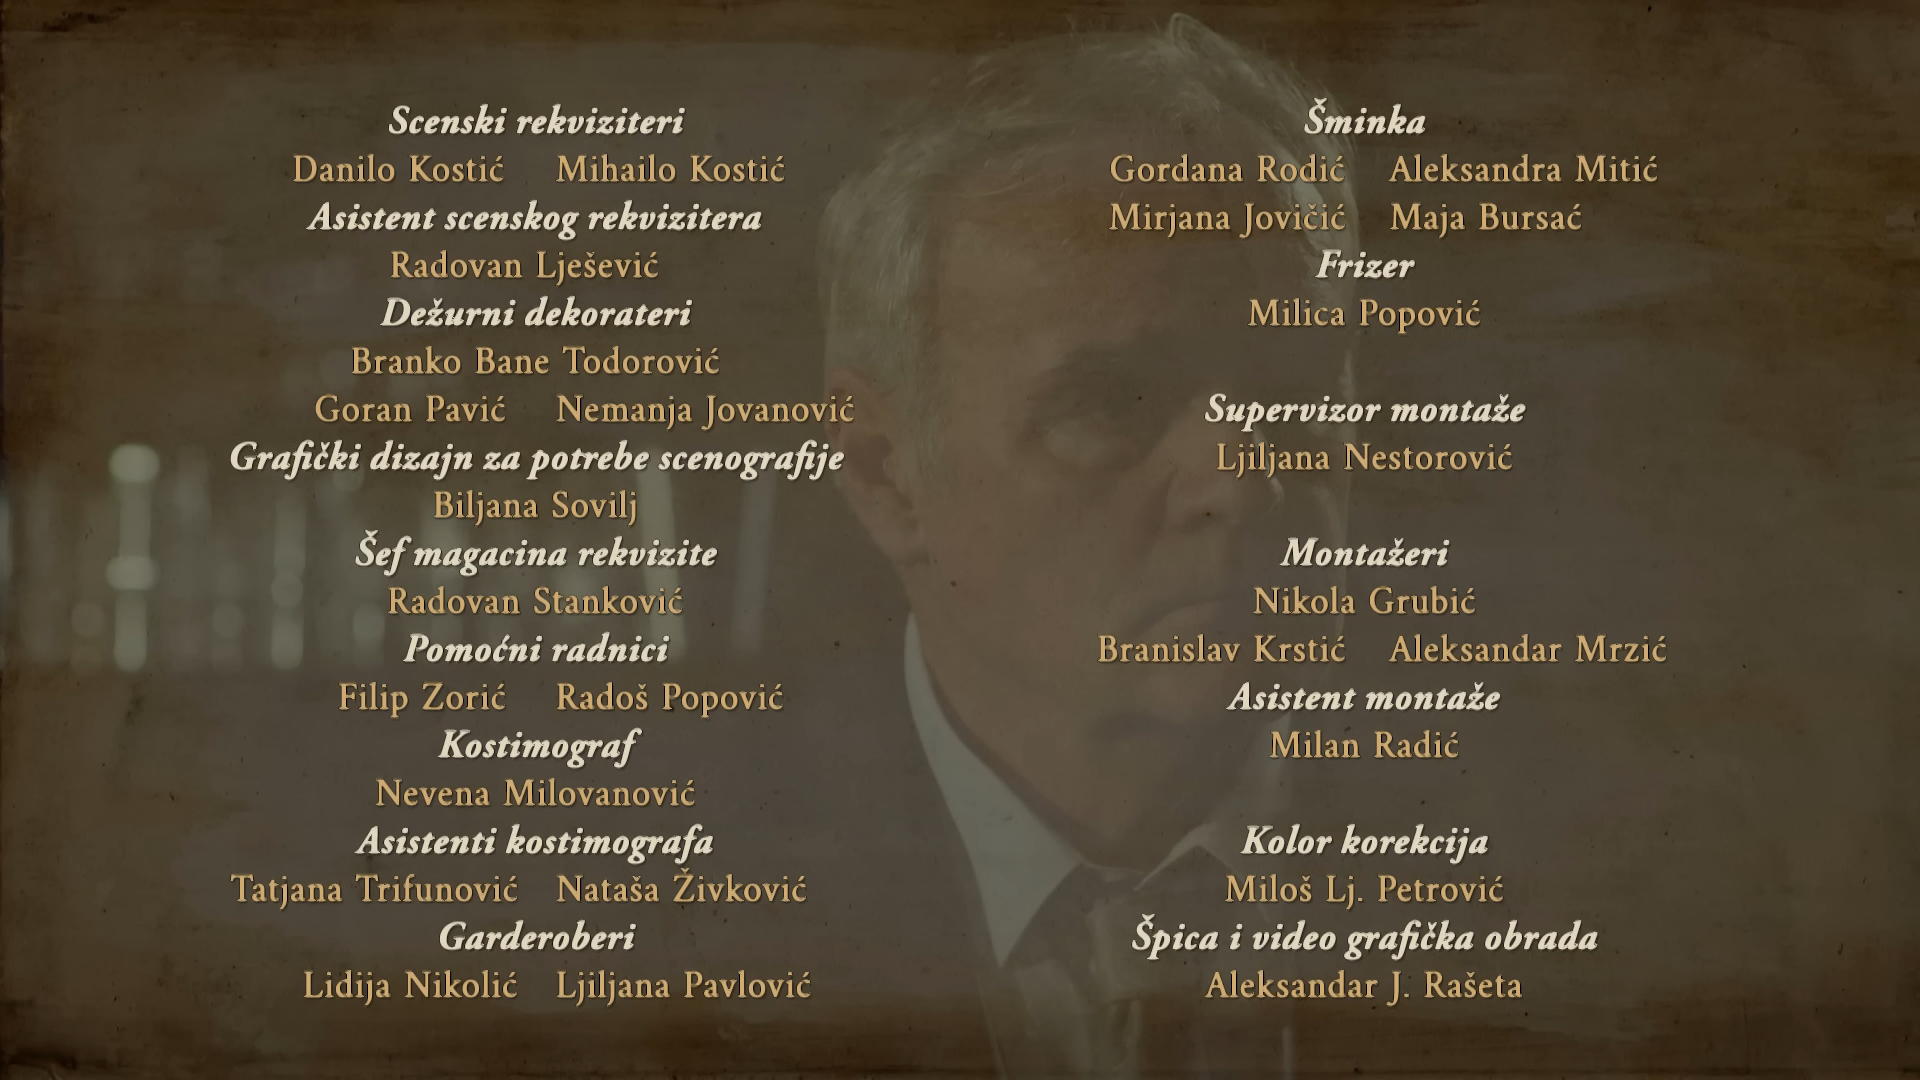 Scenski rekviziteri
Danilo Kostić Mihailo Kostić
Asistent scenskog rekvizitera
Radovan Lješević
Dežurni dekorateri
Branko Bane Todorović
Goran Pavić Nemanja Jovanović
Grafički dizajn za potrebe scenografije
Biljana Sovilj
Šef magacina rekvizite
Radovan Stanković
Pomoćni radnici
Filip Zorić Radoš Popović
Kostimograf
Nevena Milovanović
Asistenti kostimografa
Tatjana Trifunović Nataša Živković
Garderoberi
Lidija Nikolić Ljiljana Pavlović
Šminka
Gordana Rodić Aleksandra Mitić
Mirjana Jovičić Maja Bursać
Frizer
Milica Popović
Supervizor montaže
Ljiljana Nestorović
Montažeri
Nikola Grubić
Branislav Krstić Aleksandar Mrzić
Asistent montaže
Milan Radić
Kolor korekcija
Miloš Lj. Petrović
Špica i video grafička obrada
Aleksandar J. Rašeta